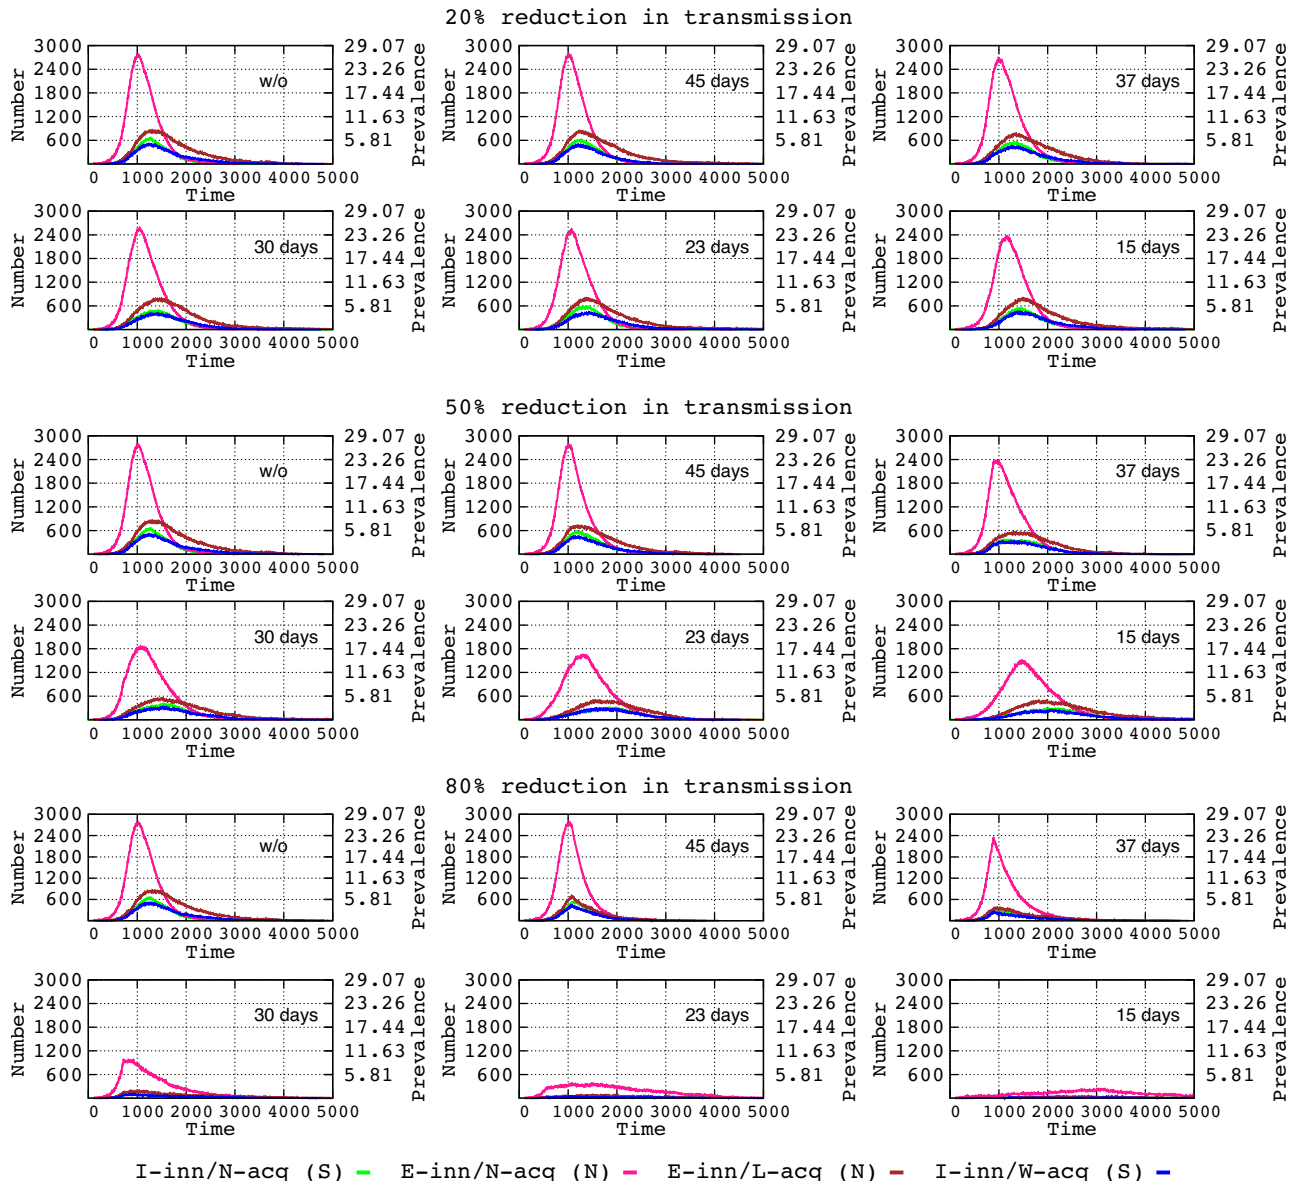 20% reduction in transmission
3000 2400 1800 1200 600 Number w/o 29.07 23.26 17.44 11.63 5.81 Prevalence
0 1000 2000 3000 4000 5000
Time
3000 2400 1800 1200 600 Number 45 days 29.07 23.26 17.44 11.63 5.81 Prevalence
0 1000 2000 3000 4000 5000
Time
3000 2400 1800 1200 600 Number 37 days 29.07 23.26 17.44 11.63 5.81 Prevalence
0 1000 2000 3000 4000 5000
Time
3000 2400 1800 1200 600 Number 30 days 29.07 23.26 17.44 11.63 5.81 Prevalence
0 1000 2000 3000 4000 5000
Time
3000 2400 1800 1200 600 Number 23 days 29.07 23.26 17.44 11.63 5.81 Prevalence
0 1000 2000 3000 4000 5000
Time
3000 2400 1800 1200 600 Number 15 days 29.07 23.26 17.44 11.63 5.81 Prevalence
0 1000 2000 3000 4000 5000
Time
50% reduction in transmission
3000 2400 1800 1200 600 Number w/o 29.07 23.26 17.44 11.63 5.81 Prevalence
0 1000 2000 3000 4000 5000
Time
3000 2400 1800 1200 600 Number 45 days 29.07 23.26 17.44 11.63 5.81 Prevalence
0 1000 2000 3000 4000 5000
Time
3000 2400 1800 1200 600 Number 37 days 29.07 23.26 17.44 11.63 5.81 Prevalence
0 1000 2000 3000 4000 5000
Time
3000 2400 1800 1200 600 Number 30 days 29.07 23.26 17.44 11.63 5.81 Prevalence
0 1000 2000 3000 4000 5000
Time
3000 2400 1800 1200 600 Number 23 days 29.07 23.26 17.44 11.63 5.81 Prevalence
0 1000 2000 3000 4000 5000
Time
3000 2400 1800 1200 600 Number 15 days 29.07 23.26 17.44 11.63 5.81 Prevalence
0 1000 2000 3000 4000 5000
Time
80% reduction in transmission
3000 2400 1800 1200 600 Number w/o 29.07 23.26 17.44 11.63 5.81 Prevalence
0 1000 2000 3000 4000 5000
Time
3000 2400 1800 1200 600 Number 45 days 29.07 23.26 17.44 11.63 5.81 Prevalence
0 1000 2000 3000 4000 5000
Time
3000 2400 1800 1200 600 Number 37 days 29.07 23.26 17.44 11.63 5.81 Prevalence
0 1000 2000 3000 4000 5000
Time
3000 2400 1800 1200 600 Number 30 days 29.07 23.26 17.44 11.63 5.81 Prevalence
0 1000 2000 3000 4000 5000
Time
3000 2400 1800 1200 600 Number 23 days 29.07 23.26 17.44 11.63 5.81 Prevalence
0 1000 2000 3000 4000 5000
Time
3000 2400 1800 1200 600 Number 15 days 29.07 23.26 17.44 11.63 5.81 Prevalence
0 1000 2000 3000 4000 5000
Time
I-inn/N-acq (S) E-inn/N-acq (N) E-inn/L-acq (N) I-inn/W-acq (S)